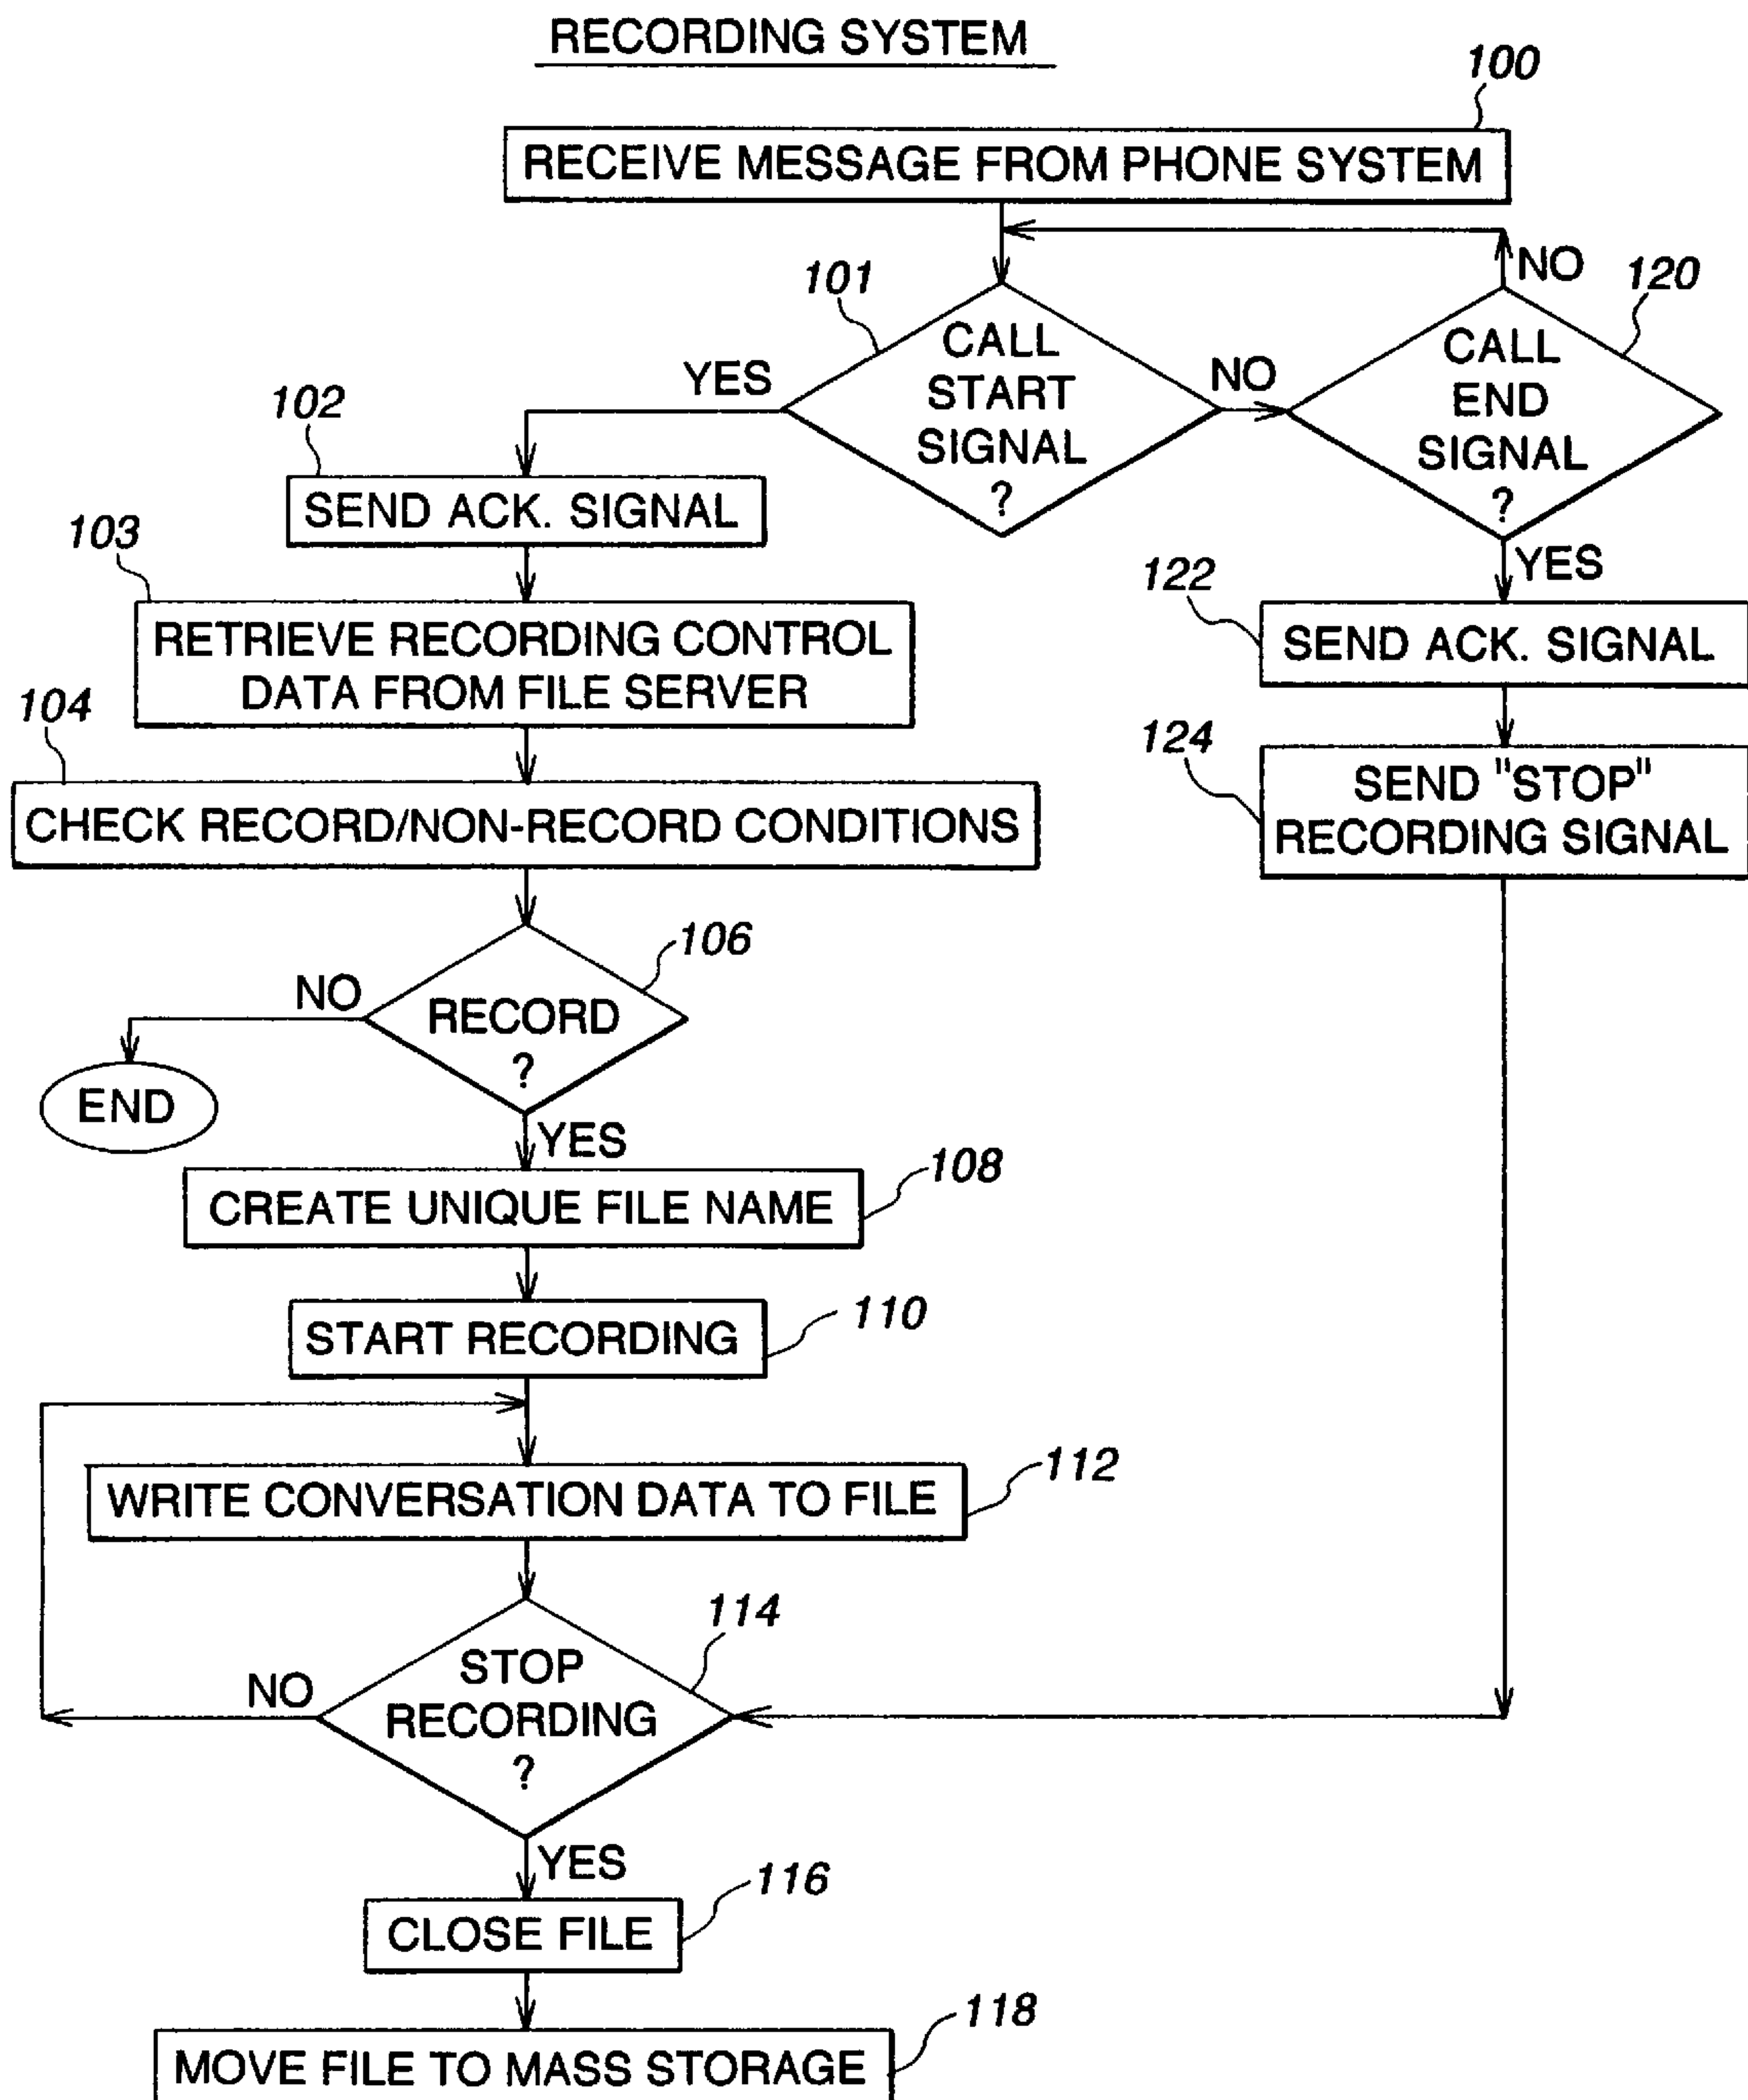 RECORDING SYSTEM
100
RECEIVE MESSAGE FROM PHONE SYSTEM
101
CALL
START
SIGNAL
?
YES
NO
120
CALL
END
SIGNAL
?
NO
YES
102
SEND ACK. SIGNAL
103
RETRIEVE RECORDING CONTROL
DATA FROM FILE SERVER
104
CHECK RECORD/NON-RECORD CONDITIONS
122
SEND ACK. SIGNAL
124
SEND "STOP"
RECORDING SIGNAL
106
RECORD
?
NO
END
YES
108
CREATE UNIQUE FILE NAME
110
START RECORDING
112
WRITE CONVERSATION DATA TO FILE
114
STOP
RECORDING
?
NO
YES
116
CLOSE FILE
118
MOVE FILE TO MASS STORAGE